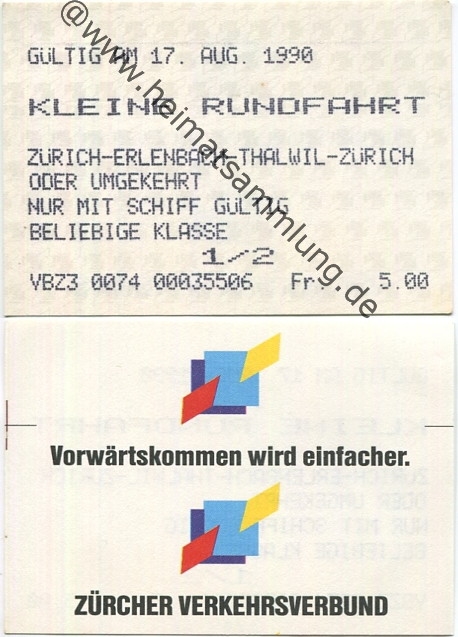 GÜLTIG AM 17. AUG. 1990
KLEINE RUNDFAHRT
ZÜRICH-ERLENBACH-THALWIL-ZÜRICH
ODER UMGEKEHRT
NUR MIT SCHIFF GÜLTIG
BELIEBIGE KLASSE
1/2
VBZ3 0074 00035506 Fr. 5.00
@www.heimatsammlung.de
Vorwärtskommen wird einfacher.
ZÜRCHER VERKEHRSVERBUND